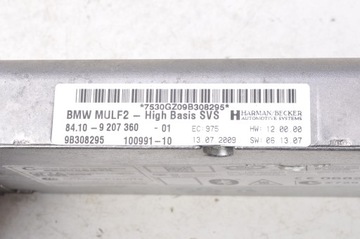 *7530GZ09B308295*
BMW MULF2 - High Basis SVS HARMAN/BECKER
AUTOMOTIVE SYSTEMS
84.10-9 207 360 - 01 EC: 975 HW: 12.00.00
9B308295 100991-10 13.07.2009 SW: 09.13.07